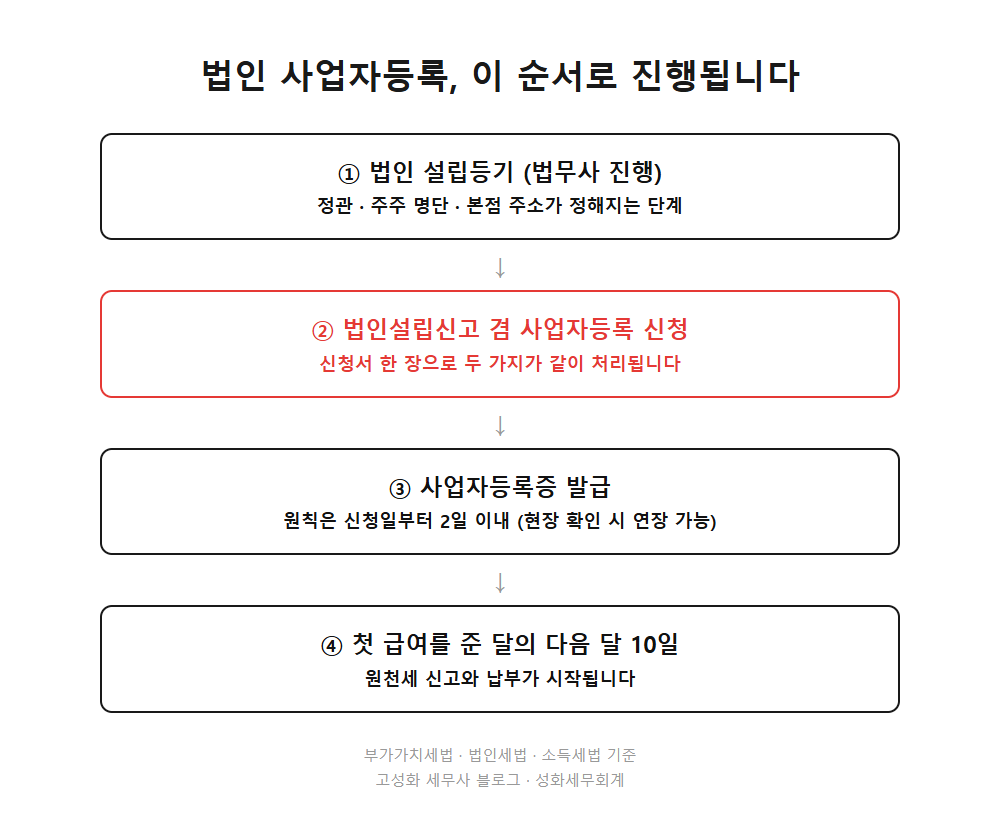 법인 사업자등록, 이 순서로 진행됩니다
① 법인 설립등기 (법무사 진행)
정관 · 주주 명단 · 본점 주소가 정해지는 단계
↓
② 법인설립신고 겸 사업자등록 신청
신청서 한 장으로 두 가지가 같이 처리됩니다
↓
③ 사업자등록증 발급
원칙은 신청일부터 2일 이내 (현장 확인 시 연장 가능)
↓
④ 첫 급여를 준 달의 다음 달 10일
원천세 신고와 납부가 시작됩니다
부가가치세법 · 법인세법 · 소득세법 기준
고성화 세무사 블로그 · 성화세무회계